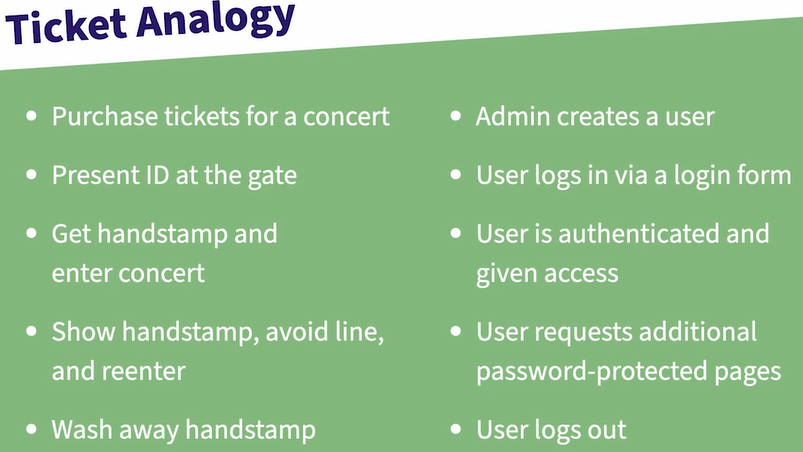 Ticket Analogy
• Purchase tickets for a concert
• Present ID at the gate
• Get handstamp and
enter concert
• Show handstamp, avoid line,
and reenter
• Wash away handstamp
• Admin creates a user
• User logs in via a login form
• User is authenticated and
given access
• User requests additional
password-protected pages
• User logs out